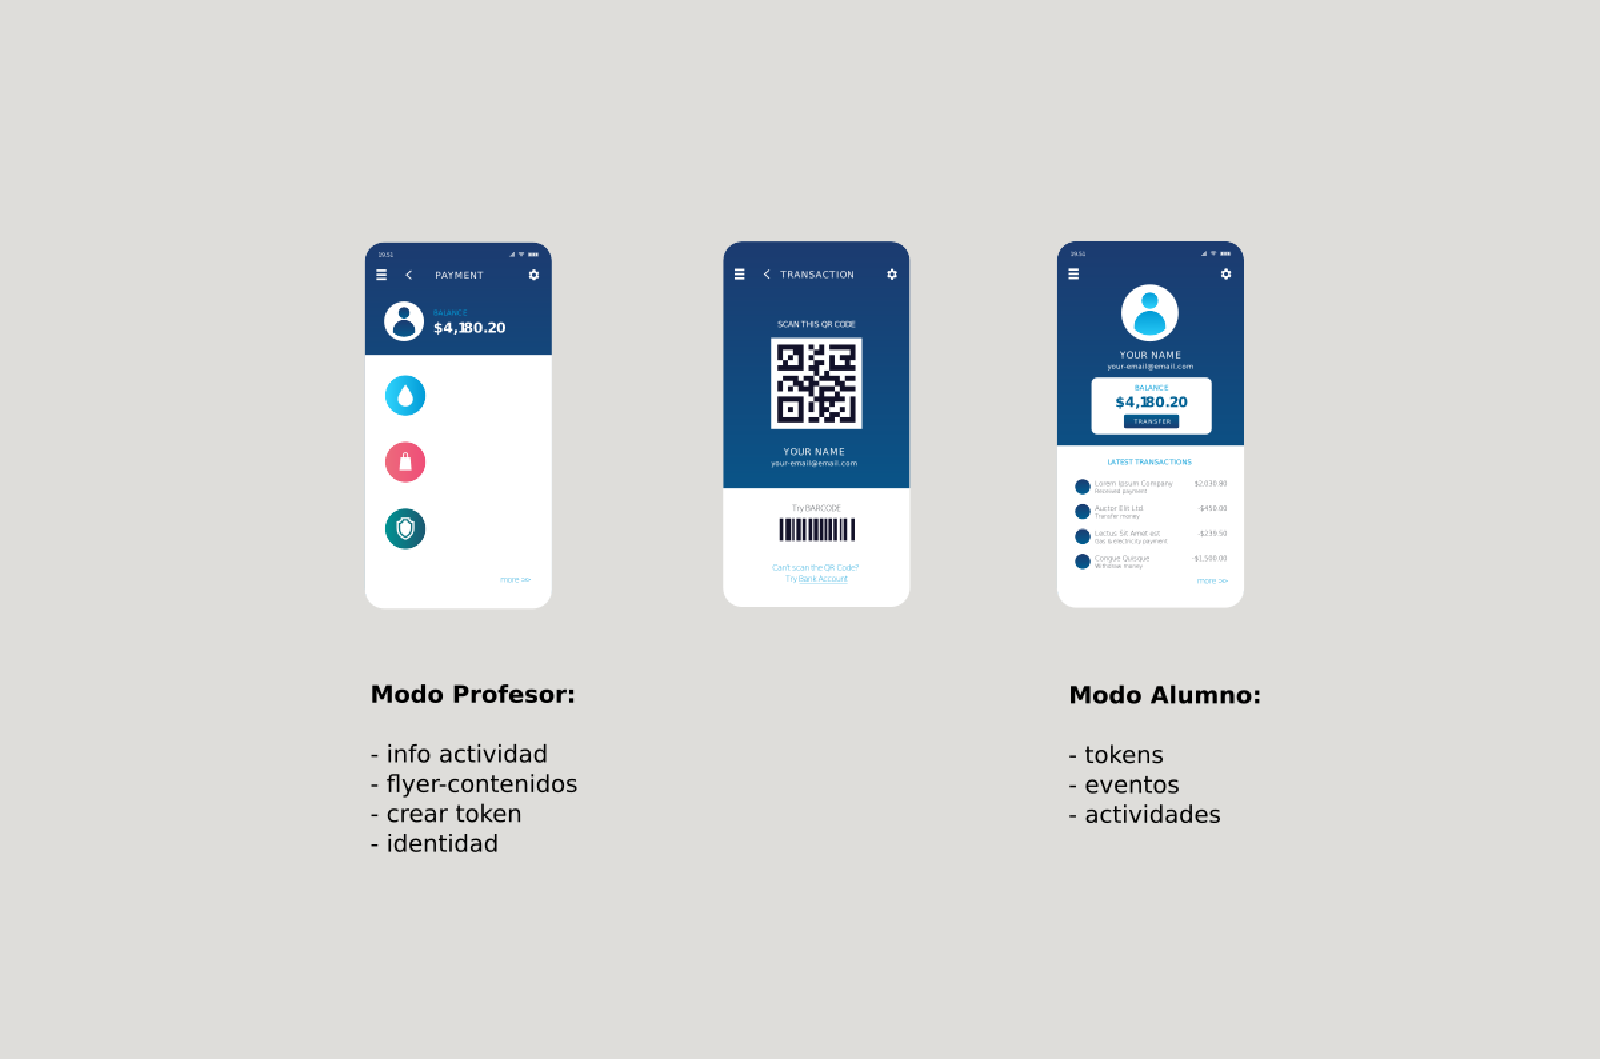 19.51
PAYMENT
BALANCE
$4,180.20
more >>
TRANSACTION
SCAN THIS QR CODE
YOUR NAME
your-email@email.com
Try BARCODE
Can't scan the QR Code?
Try Bank Account
19.51
YOUR NAME
your-email@email.com
BALANCE
$4,180.20
TRANSFER
LATEST TRANSACTIONS
Lorem Ipsum Company
Received payment
Auctor Elit Ltd.
-$450.00
Transfer money
Luctus Sit Amet est
-$239.50
Gas & electricity payment
Congue Quisque
-$1,500.00
Withdraw money
more >>
Modo Profesor:
- info actividad
- flyer-contenidos
- crear token
- identidad
Modo Alumno:
- tokens
- eventos
- actividades